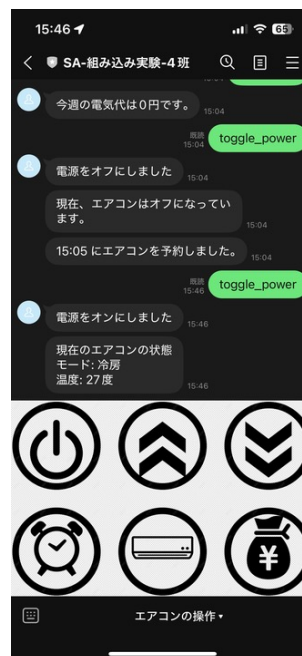 15:46
65
SA-組み込み実験-4 班
今週の電気代は0円です。
15:04
既読
15:04
toggle_power
電源をオフにしました
15:04
現在、エアコンはオフになってい
ます。
15:04
15:05 にエアコンを予約しました。
15:04
既読
15:46
toggle_power
電源をオンにしました
15:46
現在のエアコンの状態
モード: 冷房
温度: 27 度
15:46
¥
エアコンの操作▾